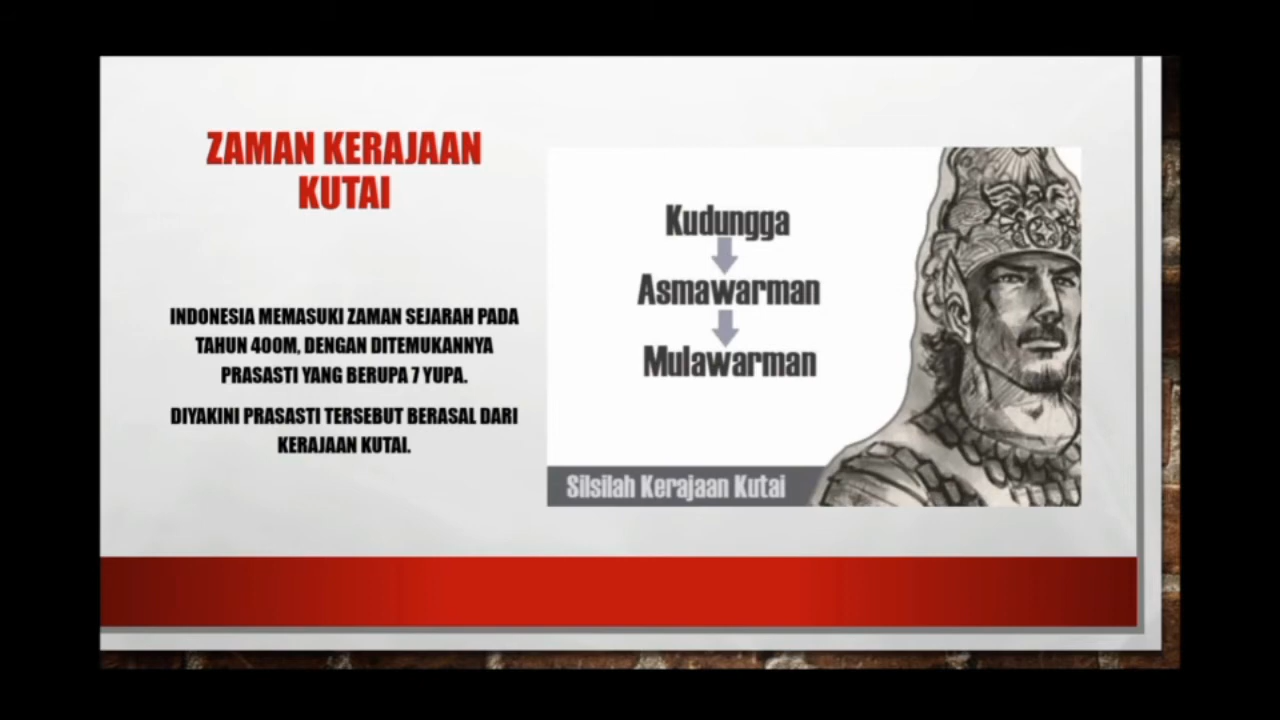 ZAMAN KERAJAAN
KUTAI
INDONESIA MEMASUKI ZAMAN SEJARAH PADA
TAHUN 400M, DENGAN DITEMUKANNYA
PRASASTI YANG BERUPA 7 YUPA.
DIYAKINI PRASASTI TERSEBUT BERASAL DARI
KERAJAAN KUTAI.
Kudungga
Asmawarman
Mulawarman
Silsilah Kerajaan Kutai